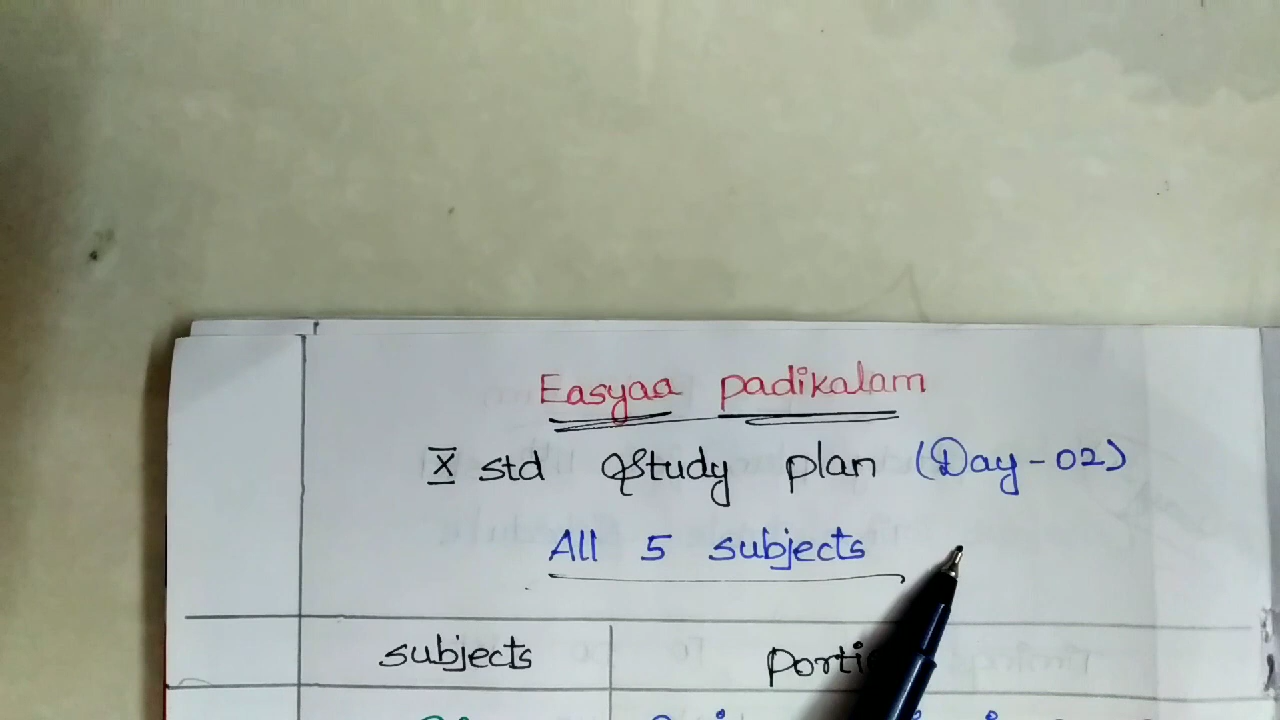 Easyaa padikalam
X std Study plan (Day-02)
All 5 subjects
subjects